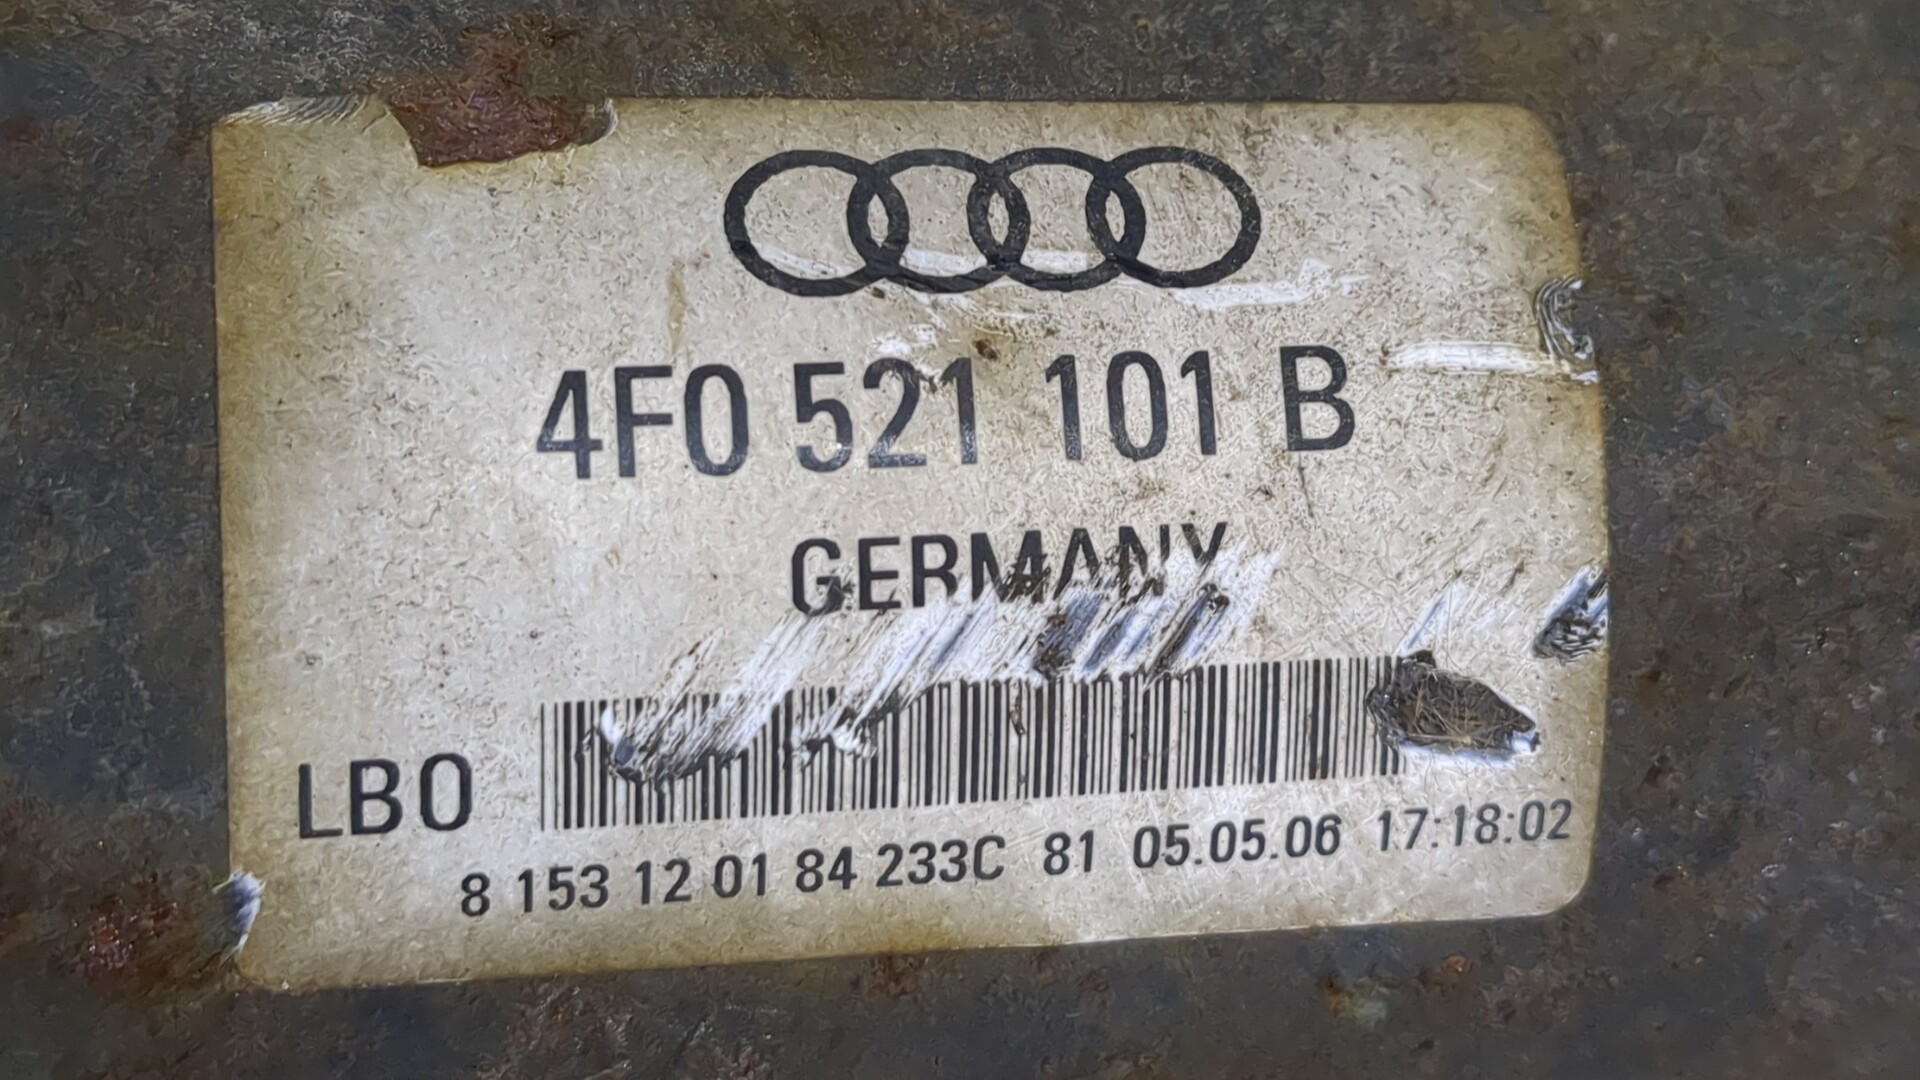 4F0 521 101 B
GERMANY
LBO
8 153 12 01 84 233C 81 05.05.06 17:18:02